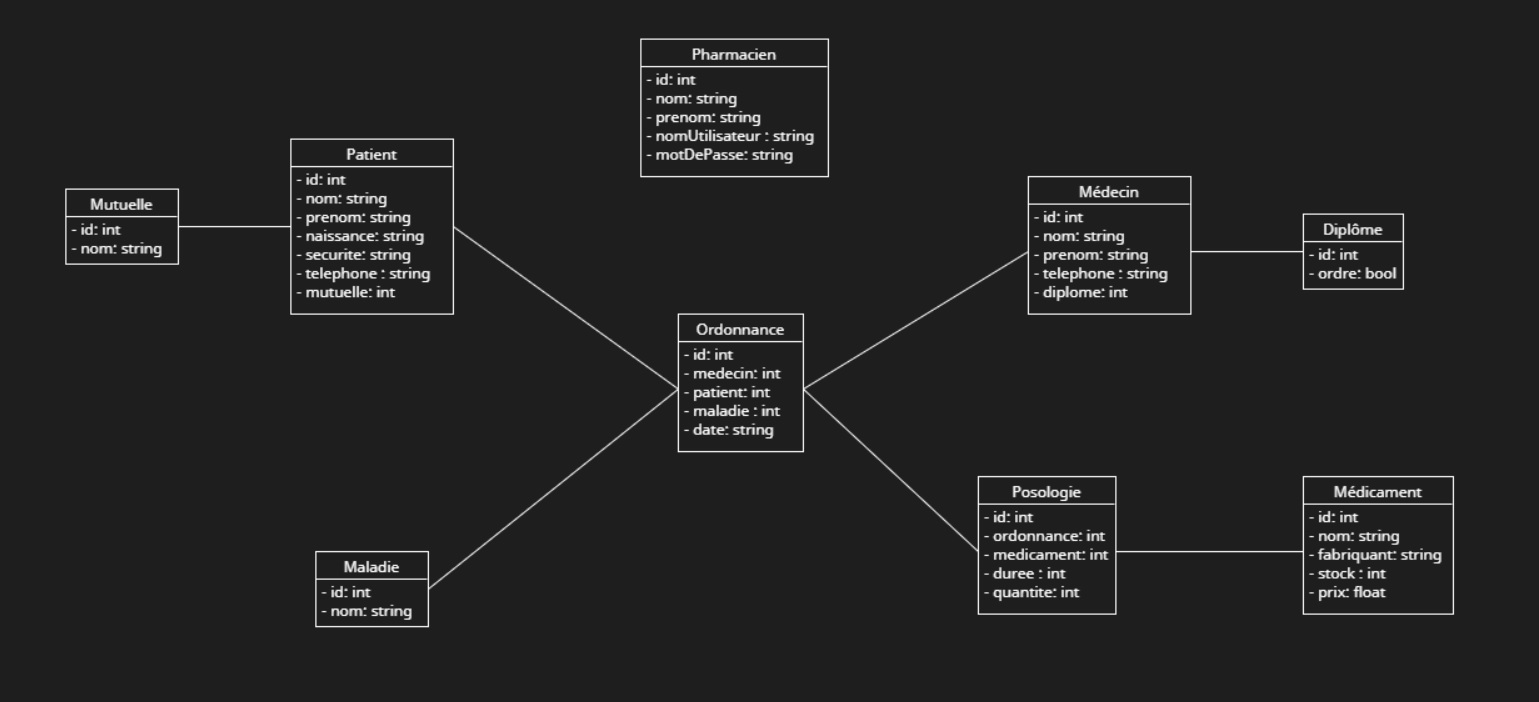 Pharmacien
- id: int
- nom: string
- prenom: string
- nomUtilisateur : string
- motDePasse: string
Patient
- id: int
- nom: string
- prenom: string
- naissance: string
- securite: string
- telephone : string
- mutuelle: int
Mutuelle
- id: int
- nom: string
Médecin
- id: int
- nom: string
- prenom: string
- telephone : string
- diplome: int
Diplôme
- id: int
- ordre: bool
Ordonnance
- id: int
- medecin: int
- patient: int
- maladie : int
- date: string
Maladie
- id: int
- nom: string
Posologie
- id: int
- ordonnance: int
- medicament: int
- duree : int
- quantite: int
Médicament
- id: int
- nom: string
- fabriquant: string
- stock : int
- prix: float